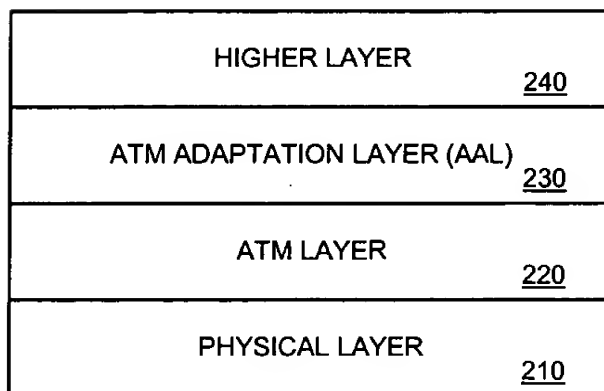 HIGHER LAYER
240
ATM ADAPTATION LAYER (AAL)
230
ATM LAYER
220
PHYSICAL LAYER
210